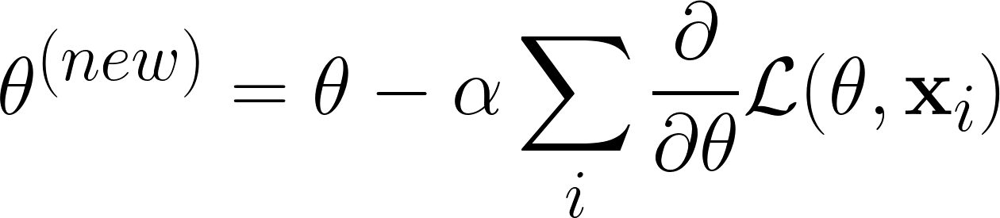 θ^{(new)} = θ − α ∑_i ∂/∂θ 𝓛(θ, 𝐱_i)